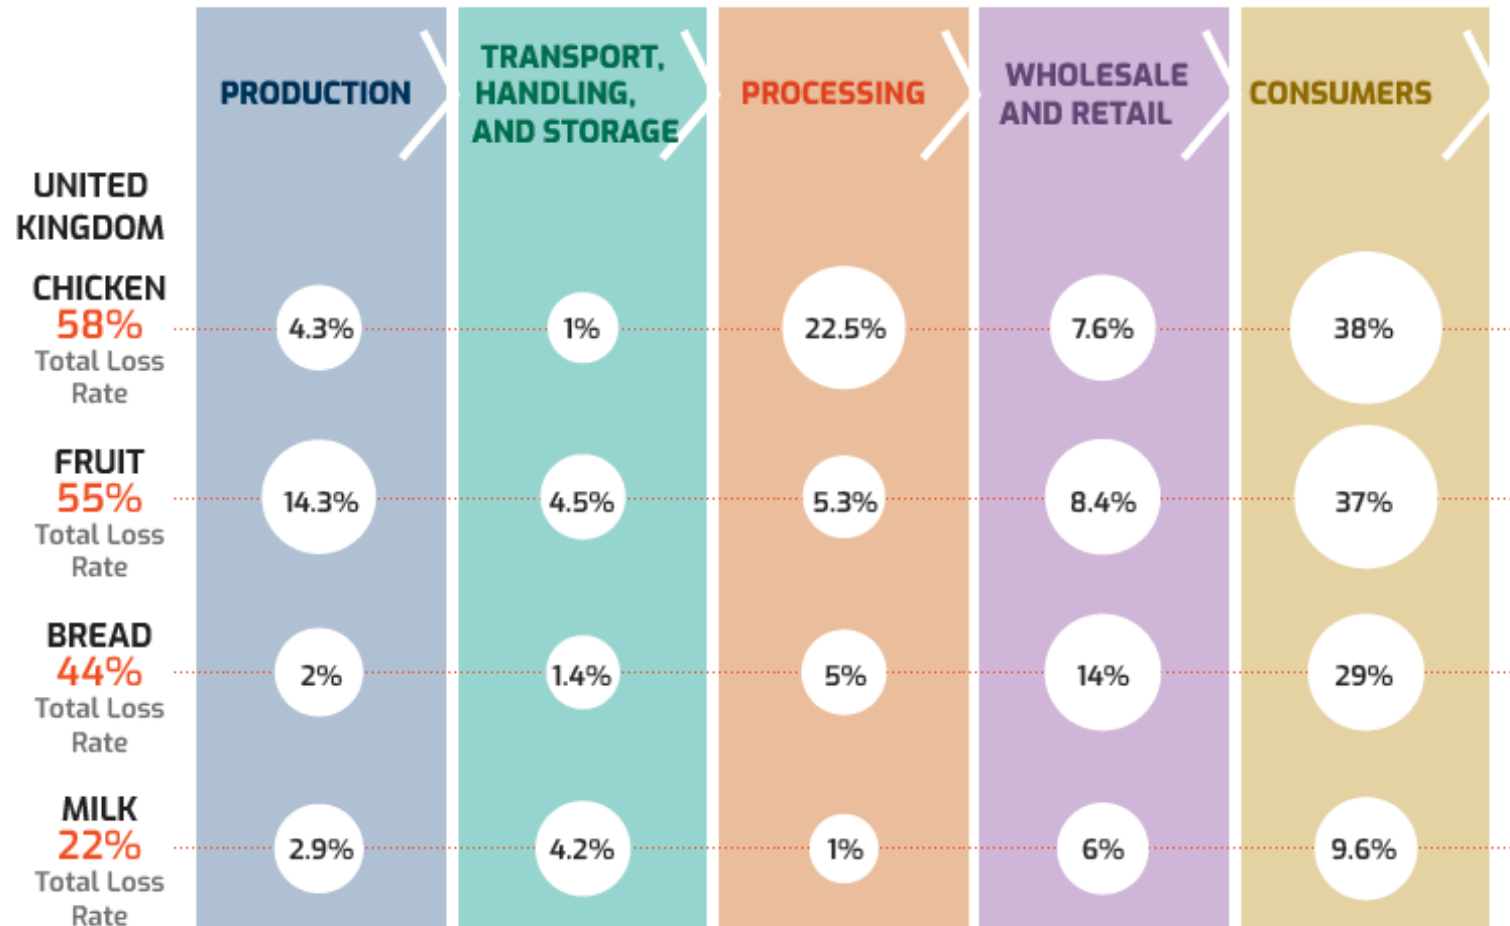 PRODUCTION
TRANSPORT,
HANDLING,
AND STORAGE
PROCESSING
WHOLESALE
AND RETAIL
CONSUMERS
UNITED
KINGDOM
CHICKEN
58%
Total Loss
Rate
4.3%
1%
22.5%
7.6%
38%
FRUIT
55%
Total Loss
Rate
14.3%
4.5%
5.3%
8.4%
37%
BREAD
44%
Total Loss
Rate
2%
1.4%
5%
14%
29%
MILK
22%
Total Loss
Rate
2.9%
4.2%
1%
6%
9.6%